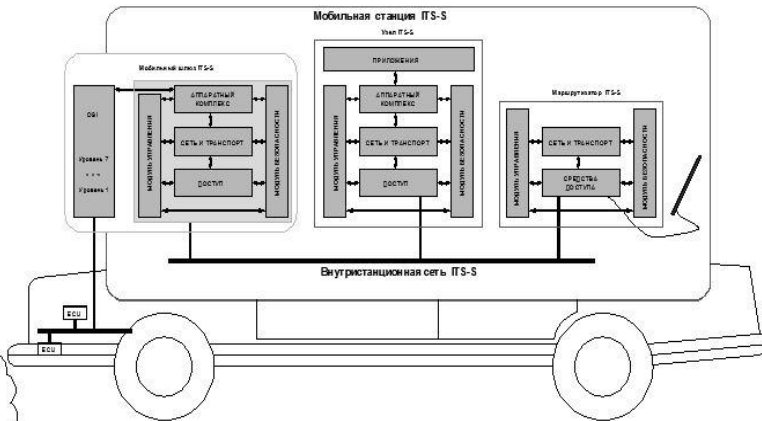 Мобильная станция ITS-S
Узел ITS-S
Мобильный шлюз ITS-S
Маршрутизатор ITS-S
OSI
Уровень 7
• • •
Уровень 1
МОДУЛЬ УПРАВЛЕНИЯ
АППАРАТНЫЙ
КОМПЛЕКС
СЕТЬ И ТРАНСПОРТ
ДОСТУП
МОДУЛЬ БЕЗОПАСНОСТИ
ПРИЛОЖЕНИЯ
МОДУЛЬ УПРАВЛЕНИЯ
АППАРАТНЫЙ
КОМПЛЕКС
СЕТЬ И ТРАНСПОРТ
ДОСТУП
МОДУЛЬ БЕЗОПАСНОСТИ
МОДУЛЬ УПРАВЛЕНИЯ
СЕТЬ И ТРАНСПОРТ
СРЕДСТВА
ДОСТУПА
МОДУЛЬ БЕЗОПАСНОСТИ
Внутристанционная сеть ITS-S
ECU
ECU